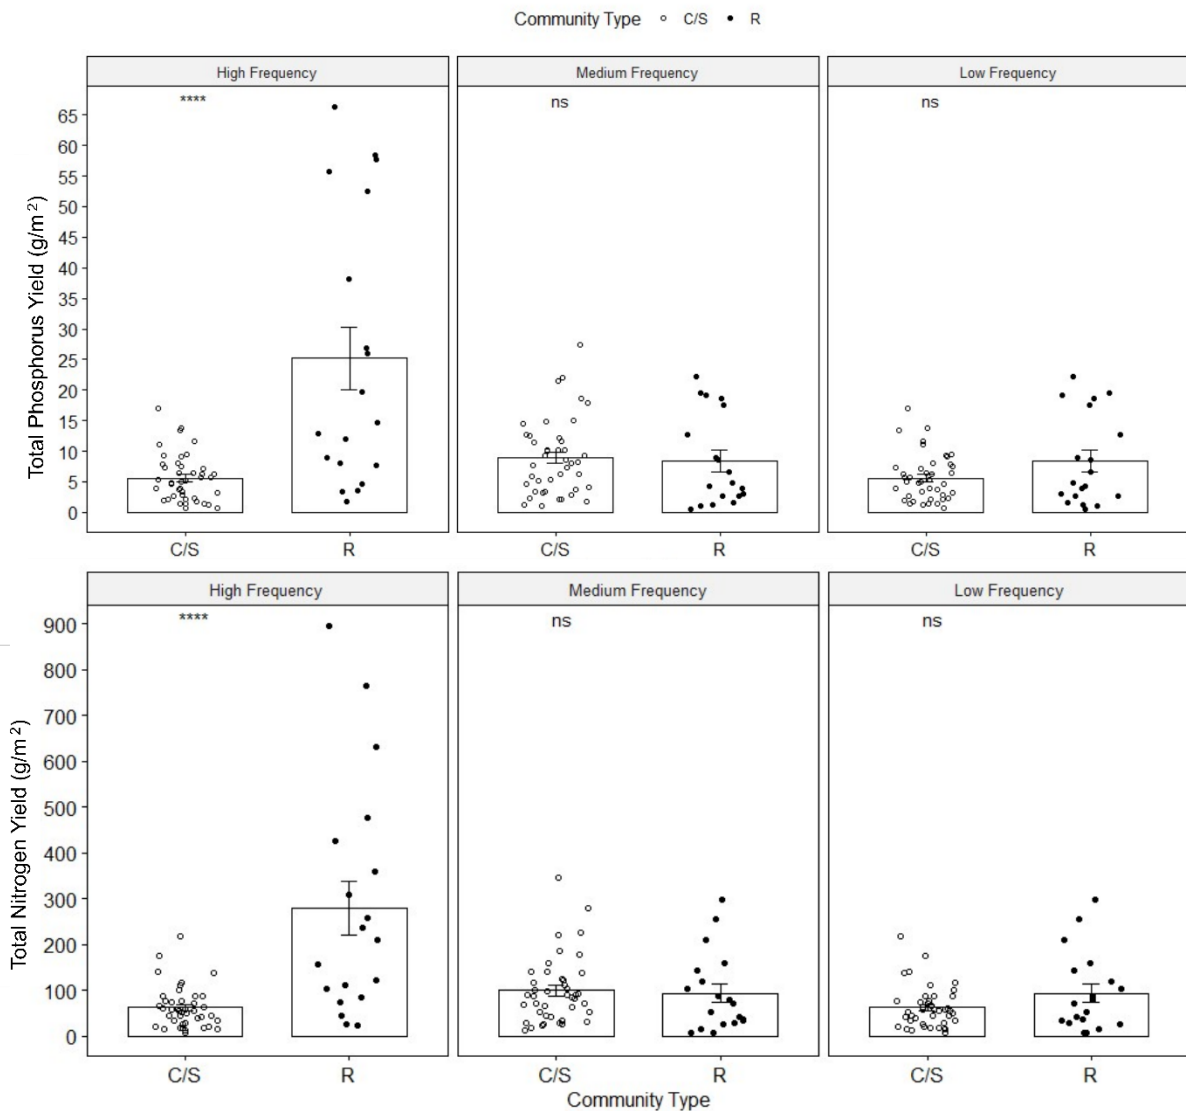 Community Type C/S R
High Frequency Medium Frequency Low Frequency
**** ns ns
Total Phosphorus Yield (g/m²)
65
60
55
50
45
40
35
30
25
20
15
10
5
0
C/S R C/S R C/S R
High Frequency Medium Frequency Low Frequency
**** ns ns
Total Nitrogen Yield (g/m²)
900
800
700
600
500
400
300
200
100
0
C/S R C/S R C/S R
Community Type